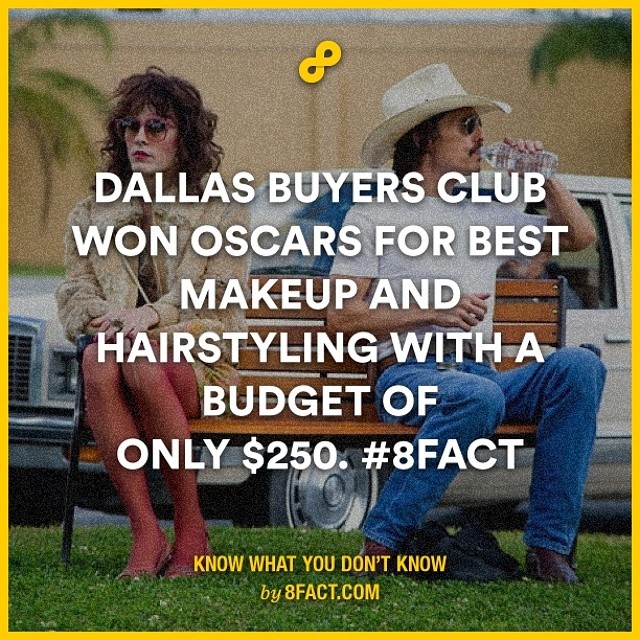 DALLAS BUYERS CLUB
WON OSCARS FOR BEST
MAKEUP AND
HAIRSTYLING WITH A
BUDGET OF
ONLY $250. #8FACT
KNOW WHAT YOU DON'T KNOW
by 8FACT.COM